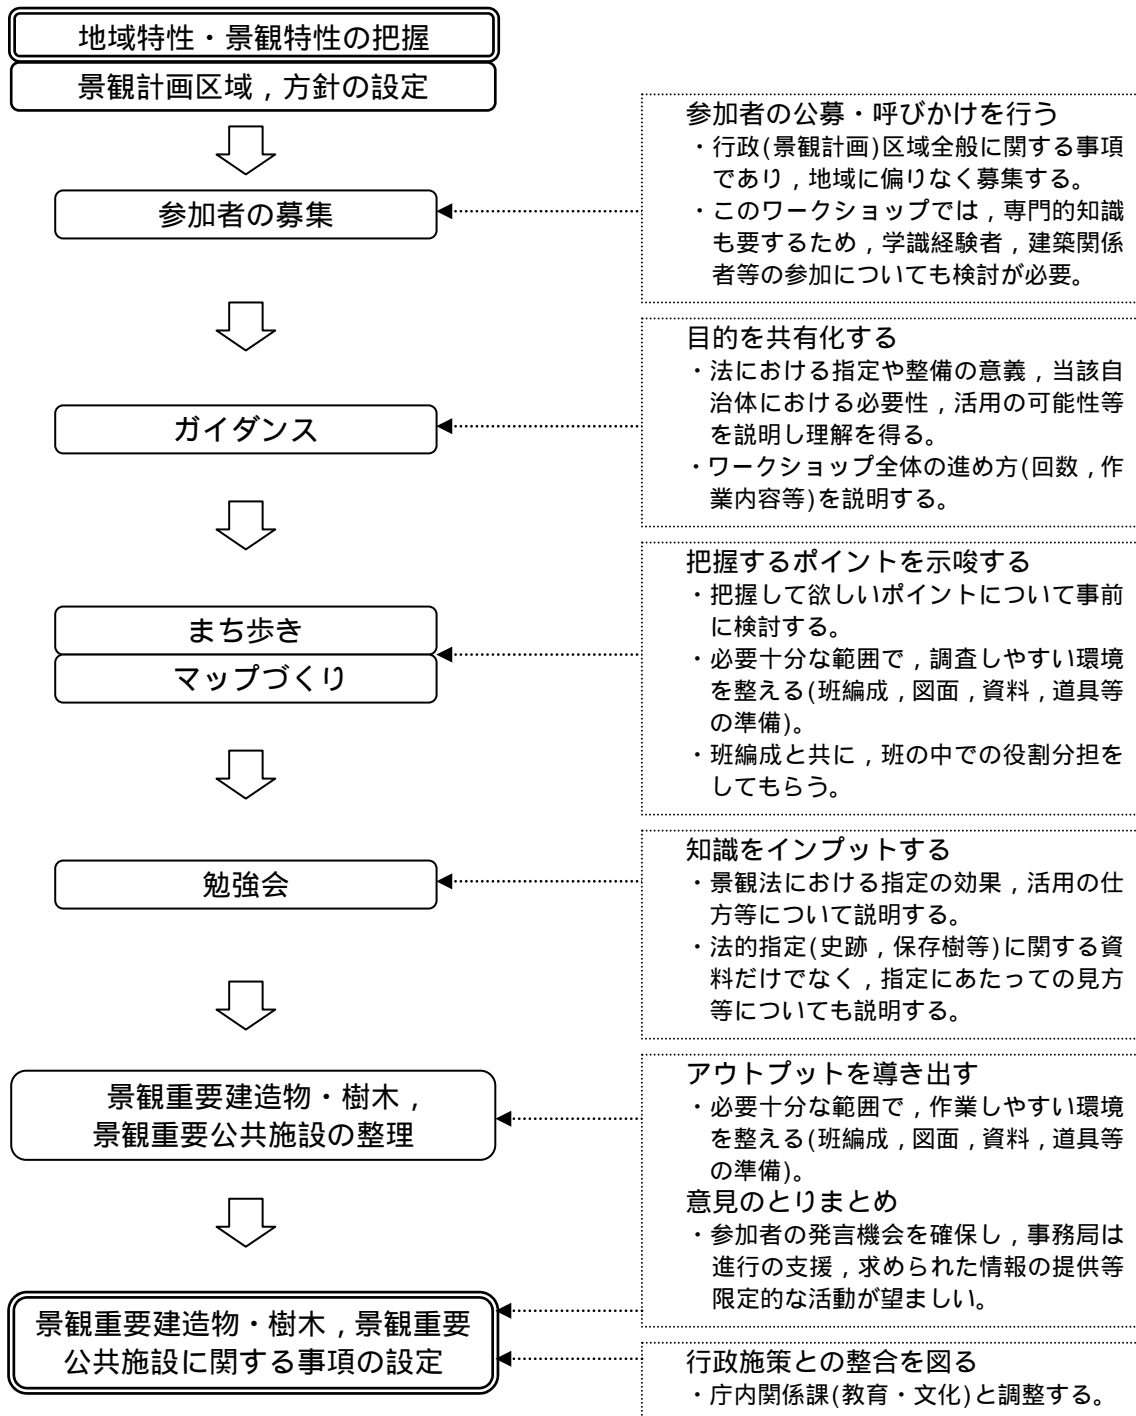 地域特性・景観特性の把握
景観計画区域，方針の設定
参加者の募集
参加者の公募・呼びかけを行う
・行政(景観計画)区域全般に関する事項
であり，地域に偏りなく募集する。
・このワークショップでは，専門的知識
も要するため，学識経験者，建築関係
者等の参加についても検討が必要。
ガイダンス
目的を共有化する
・法における指定や整備の意義，当該自
治体における必要性，活用の可能性等
を説明し理解を得る。
・ワークショップ全体の進め方(回数，作
業内容等)を説明する。
まち歩き
マップづくり
把握するポイントを示唆する
・把握して欲しいポイントについて事前
に検討する。
・必要十分な範囲で，調査しやすい環境
を整える(班編成，図面，資料，道具等
の準備)。
・班編成と共に，班の中での役割分担を
してもらう。
勉強会
知識をインプットする
・景観法における指定の効果，活用の仕
方等について説明する。
・法的指定(史跡，保存樹等)に関する資
料だけでなく，指定にあたっての見方
等についても説明する。
景観重要建造物・樹木，
景観重要公共施設の整理
アウトプットを導き出す
・必要十分な範囲で，作業しやすい環境
を整える(班編成，図面，資料，道具等
の準備)。
意見のとりまとめ
・参加者の発言機会を確保し，事務局は
進行の支援，求められた情報の提供等
限定的な活動が望ましい。
景観重要建造物・樹木，景観重要
公共施設に関する事項の設定
行政施策との整合を図る
・庁内関係課(教育・文化)と調整する。